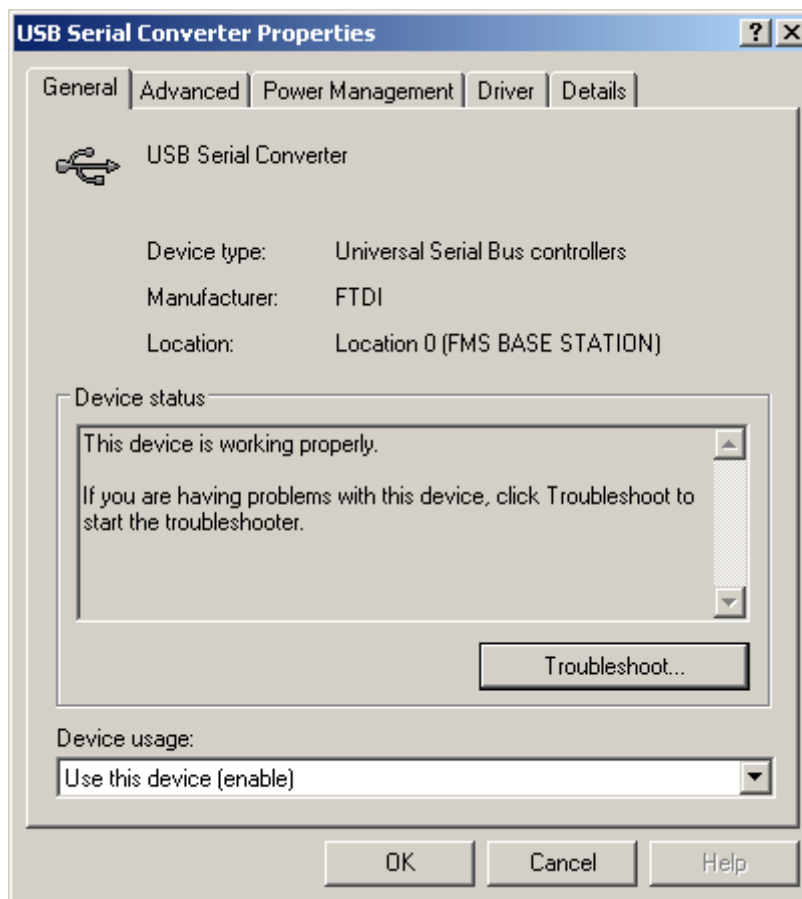 USB Serial Converter Properties
General Advanced Power Management Driver Details
USB Serial Converter
Device type: Universal Serial Bus controllers
Manufacturer: FTDI
Location: Location 0 (FMS BASE STATION)
Device status
This device is working properly.
If you are having problems with this device, click Troubleshoot to
start the troubleshooter.
Troubleshoot...
Device usage:
Use this device (enable)
OK Cancel Help